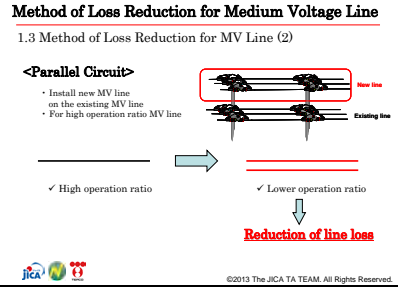 Method of Loss Reduction for Medium Voltage Line
1.3 Method of Loss Reduction for MV Line (2)
<Parallel Circuit>
・Install new MV line
on the existing MV line
・For high operation ratio MV line
New line
Existing line
✓ High operation ratio
✓ Lower operation ratio
Reduction of line loss
jICA
©2013 The JICA TA TEAM. All Rights Reserved.